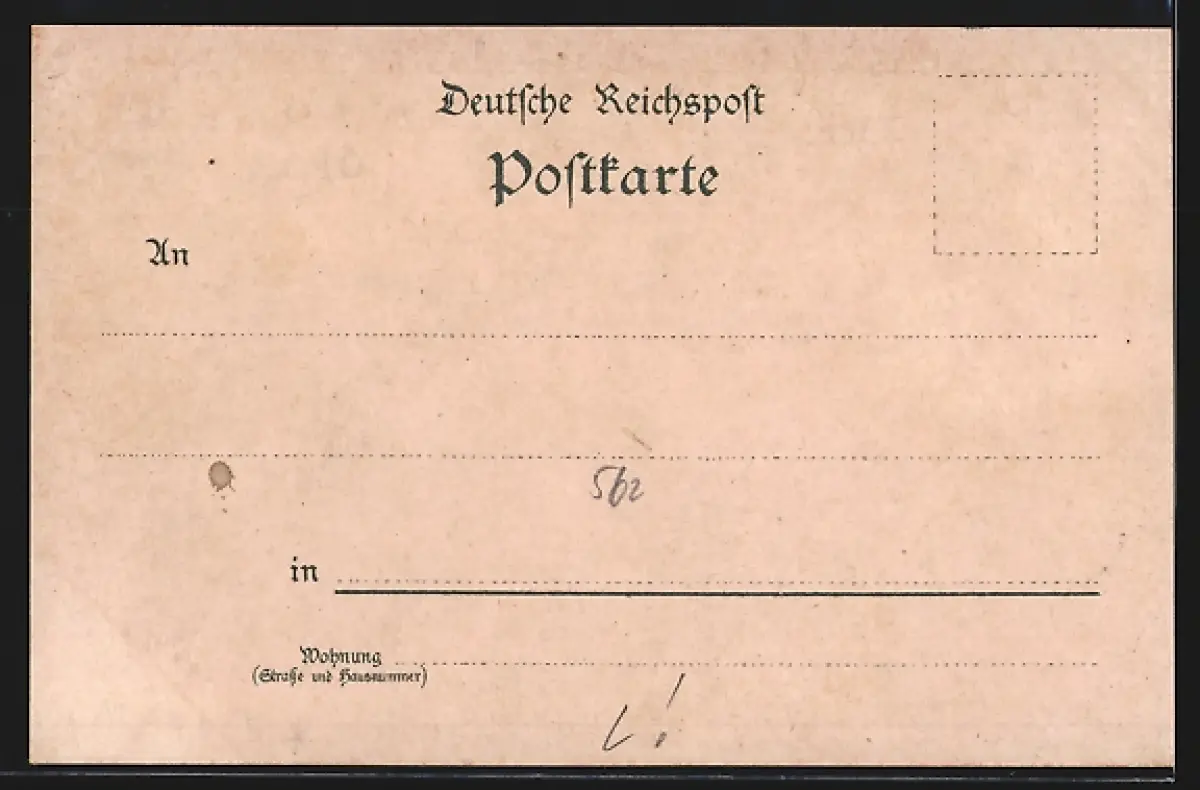 Deutſche Reichspoſt
Poſtkarte
An
562
in
Wohnung
(Straße und Hausnummer)
L!